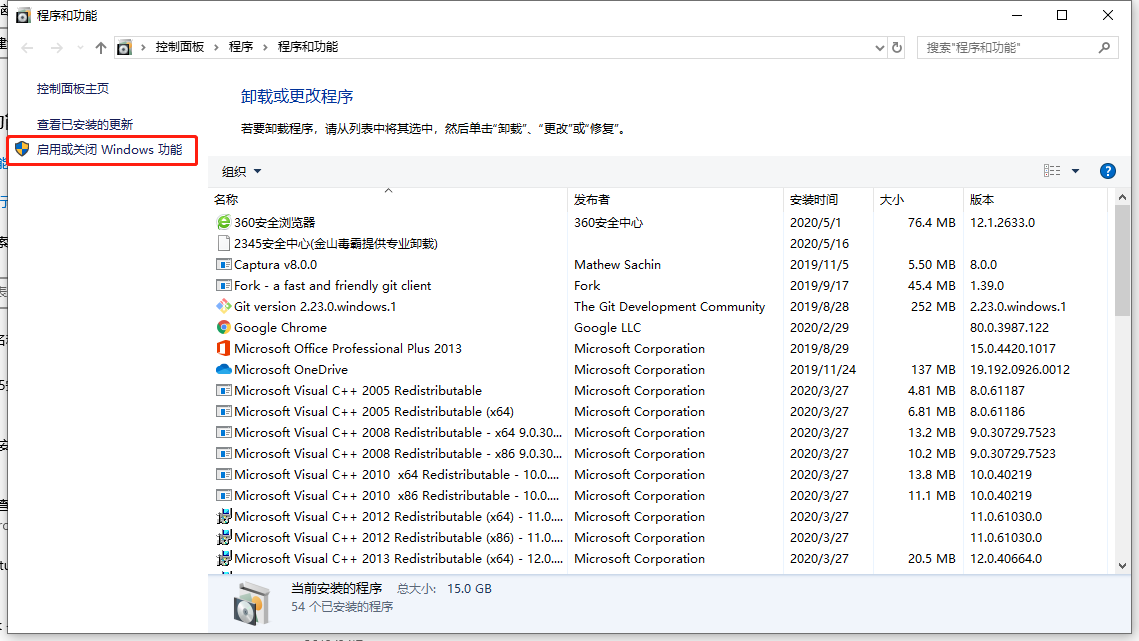 程序和功能
控制面板 › 程序 › 程序和功能
搜索"程序和功能"
控制面板主页
查看已安装的更新
启用或关闭 Windows 功能
卸载或更改程序
若要卸载程序，请从列表中将其选中，然后单击“卸载”、“更改”或“修复”。
组织
名称 发布者 安装时间 大小 版本
360安全浏览器 360安全中心 2020/5/1 76.4 MB 12.1.2633.0
2345安全中心(金山毒霸提供专业卸载) 2020/5/16
Captura v8.0.0 Mathew Sachin 2019/11/5 5.50 MB 8.0.0
Fork - a fast and friendly git client Fork 2019/9/17 45.4 MB 1.39.0
Git version 2.23.0.windows.1 The Git Development Community 2019/8/28 252 MB 2.23.0.windows.1
Google Chrome Google LLC 2020/2/29 80.0.3987.122
Microsoft Office Professional Plus 2013 Microsoft Corporation 2019/8/29 15.0.4420.1017
Microsoft OneDrive Microsoft Corporation 2019/11/24 137 MB 19.192.0926.0012
Microsoft Visual C++ 2005 Redistributable Microsoft Corporation 2020/3/27 4.81 MB 8.0.61187
Microsoft Visual C++ 2005 Redistributable (x64) Microsoft Corporation 2020/3/27 6.81 MB 8.0.61186
Microsoft Visual C++ 2008 Redistributable - x64 9.0.30... Microsoft Corporation 2020/3/27 13.2 MB 9.0.30729.7523
Microsoft Visual C++ 2008 Redistributable - x86 9.0.30... Microsoft Corporation 2020/3/27 10.2 MB 9.0.30729.7523
Microsoft Visual C++ 2010  x64 Redistributable - 10.0.... Microsoft Corporation 2020/3/27 13.8 MB 10.0.40219
Microsoft Visual C++ 2010  x86 Redistributable - 10.0.... Microsoft Corporation 2020/3/27 11.1 MB 10.0.40219
Microsoft Visual C++ 2012 Redistributable (x64) - 11.0.... Microsoft Corporation 2020/3/27 11.0.61030.0
Microsoft Visual C++ 2012 Redistributable (x86) - 11.0.... Microsoft Corporation 2020/3/27 11.0.61030.0
Microsoft Visual C++ 2013 Redistributable (x64) - 12.0.... Microsoft Corporation 2020/3/27 20.5 MB 12.0.40664.0
当前安装的程序 总大小: 15.0 GB
54 个已安装的程序